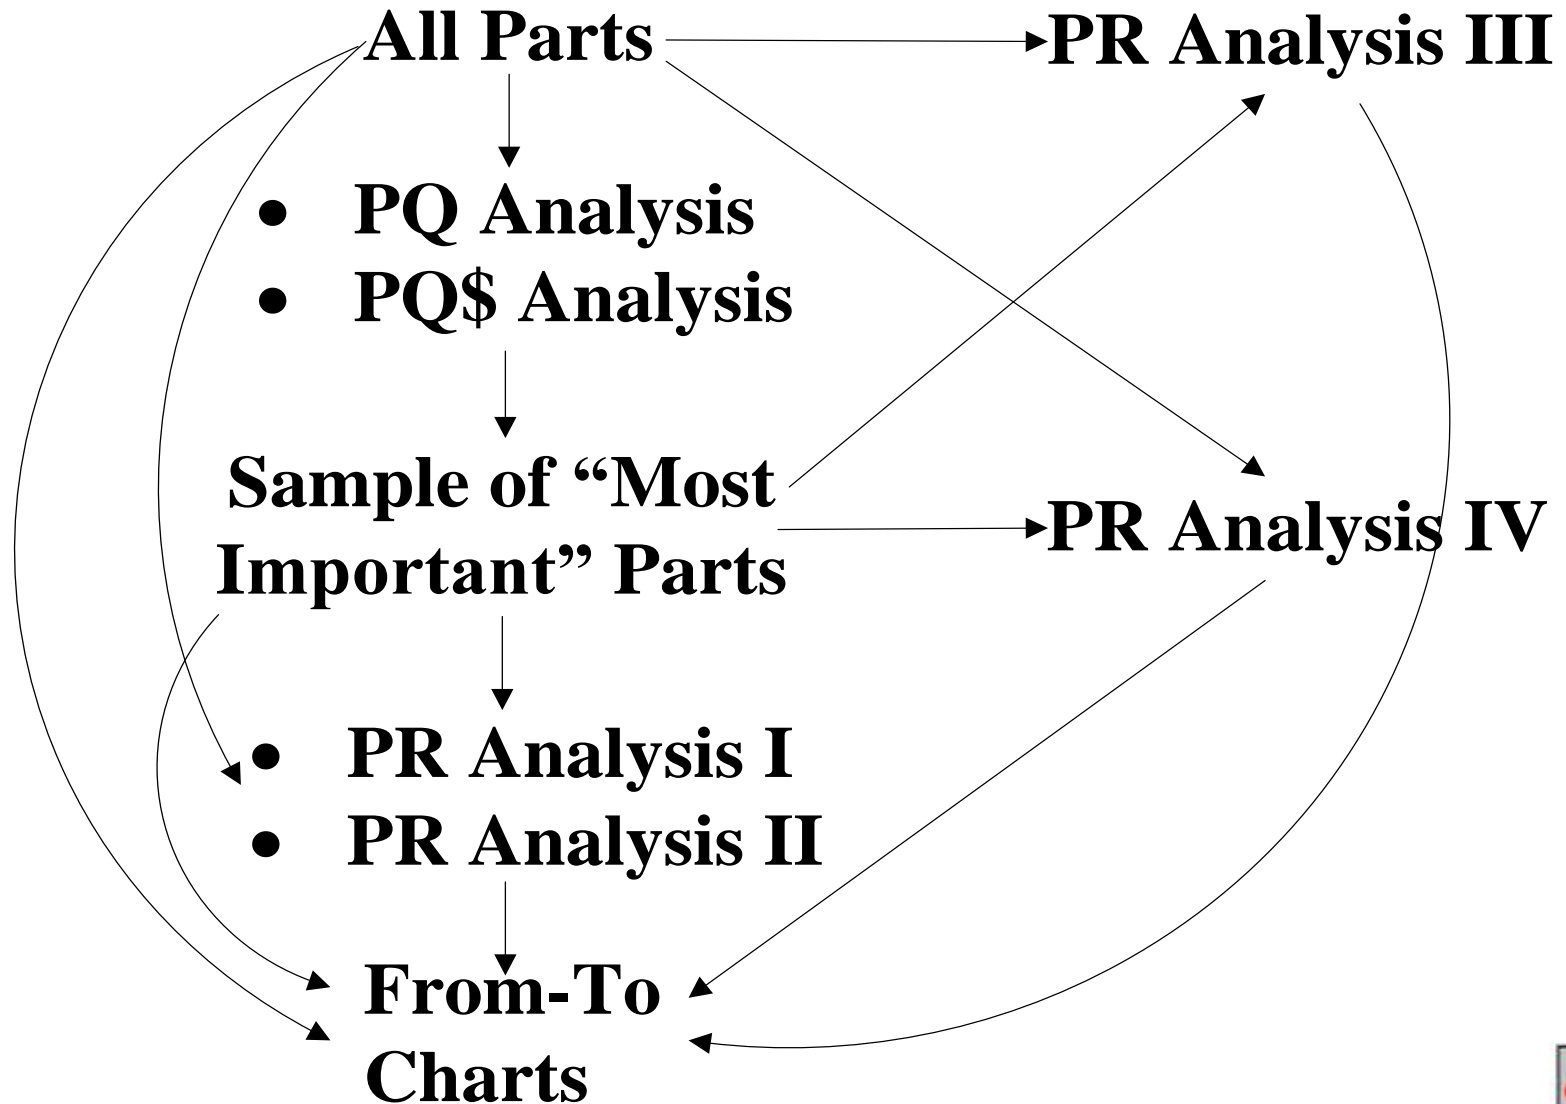 All Parts
PR Analysis III
• PQ Analysis
• PQ$ Analysis
Sample of “Most
Important” Parts
PR Analysis IV
• PR Analysis I
• PR Analysis II
From-To
Charts